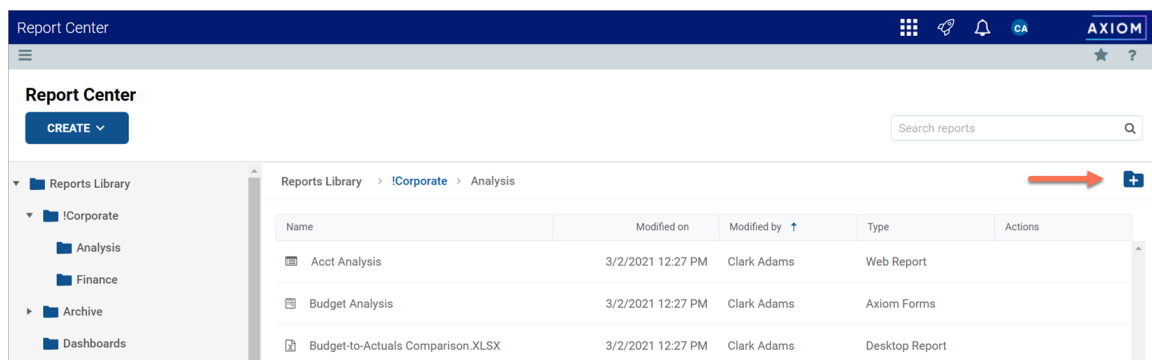 Report Center
CA
AXIOM
?
Report Center
CREATE
Search reports
Reports Library
!Corporate
Analysis
Finance
Archive
Dashboards
Reports Library > !Corporate > Analysis
Name Modified on Modified by ↑ Type Actions
Acct Analysis 3/2/2021 12:27 PM Clark Adams Web Report
Budget Analysis 3/2/2021 12:27 PM Clark Adams Axiom Forms
Budget-to-Actuals Comparison.XLSX 3/2/2021 12:27 PM Clark Adams Desktop Report